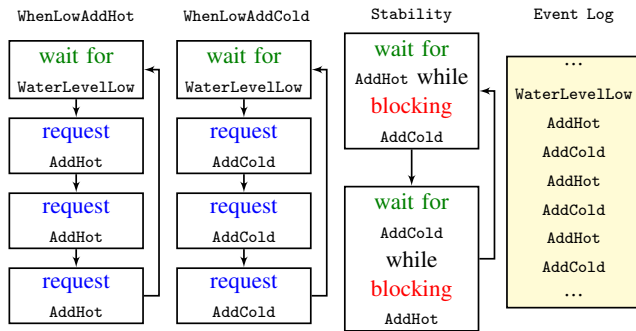 WhenLowAddHot
wait for
WaterLevelLow
request
AddHot
request
AddHot
request
AddHot
WhenLowAddCold
wait for
WaterLevelLow
request
AddCold
request
AddCold
request
AddCold
Stability
wait for
AddHot while
blocking
AddCold
wait for
AddCold
while
blocking
AddHot
Event Log
...
WaterLevelLow
AddHot
AddCold
AddHot
AddCold
AddHot
AddCold
...